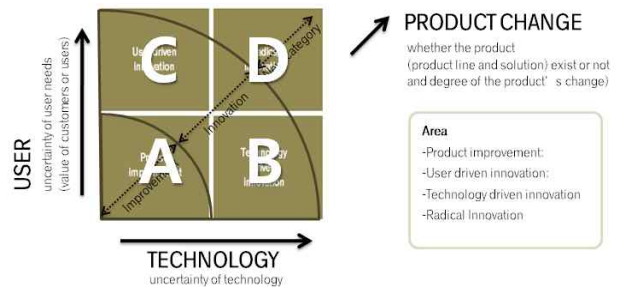 PRODUCT CHANGE
whether the product
(product line and solution) exist or not
and degree of the product's change)
USER
uncertainty of user needs
(value of customers or users)
C
D
category
Innovation
A
B
Improvement
Area
-Product improvement:
-User driven innovation:
-Technology driven innovation
-Radical Innovation
TECHNOLOGY
uncertainty of technology